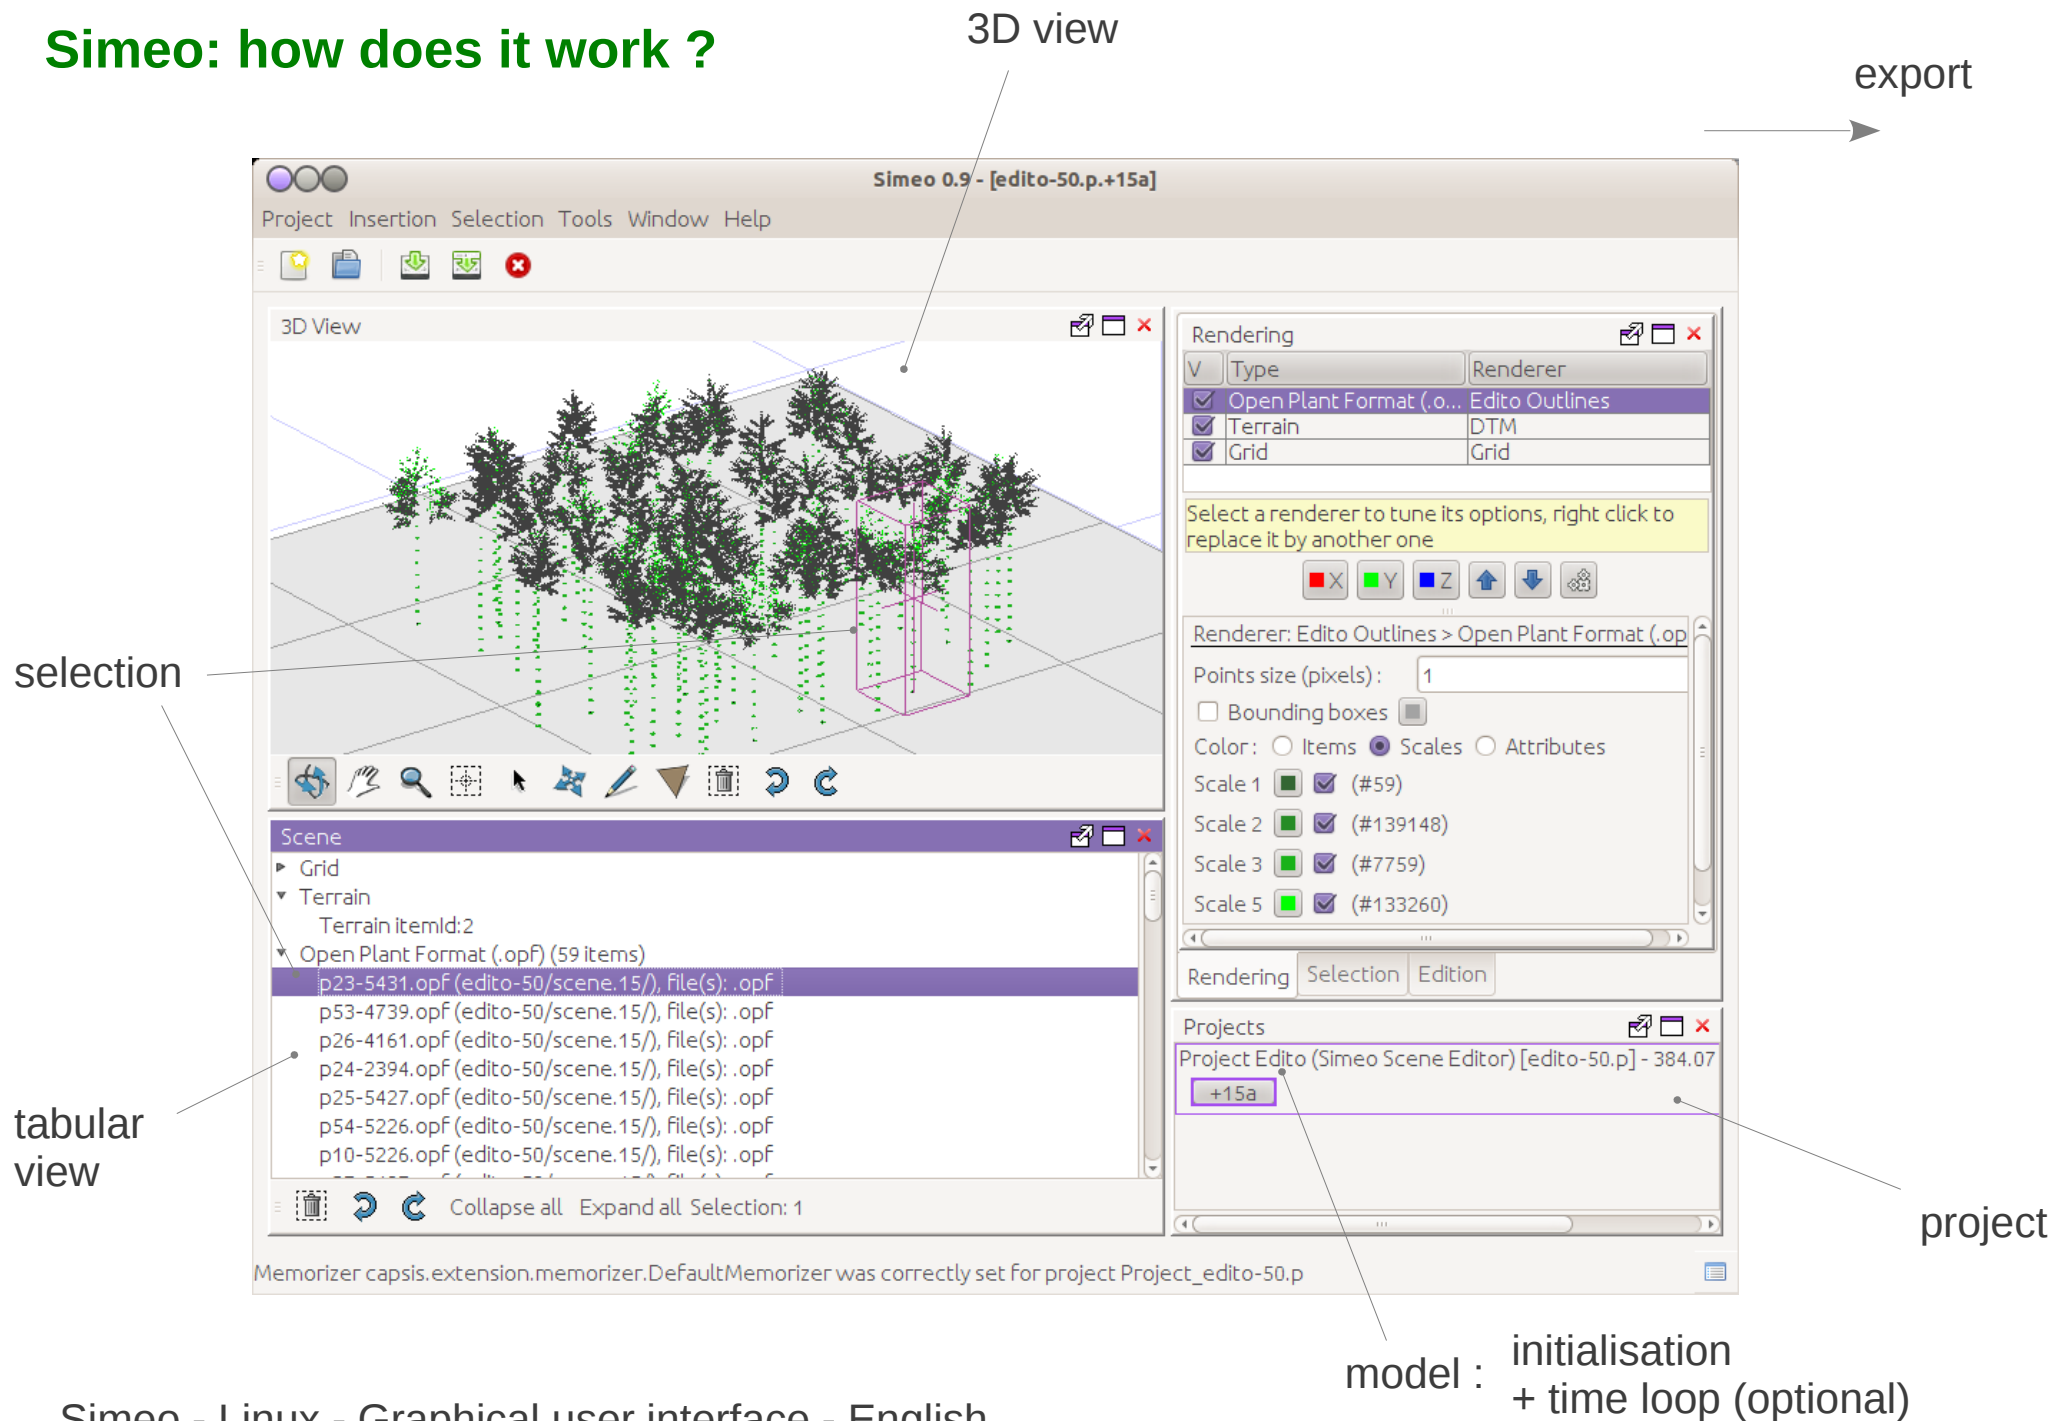 Simeo: how does it work ?
3D view
export
Simeo 0.9 - [edito-50.p.+15a]
Project Insertion Selection Tools Window Help
3D View
Rendering
V Type Renderer
Open Plant Format (.o... Edito Outlines
Terrain DTM
Grid Grid
Select a renderer to tune its options, right click to
replace it by another one
X Y Z
Renderer: Edito Outlines > Open Plant Format (.op
Points size (pixels) : 1
Bounding boxes
Color : Items Scales Attributes
Scale 1 (#59)
Scale 2 (#139148)
Scale 3 (#7759)
Scale 5 (#133260)
Rendering Selection Edition
selection
Scene
Grid
Terrain
Terrain itemId:2
Open Plant Format (.opf) (59 items)
p23-5431.opf (edito-50/scene.15/), file(s): .opf
p53-4739.opf (edito-50/scene.15/), file(s): .opf
p26-4161.opf (edito-50/scene.15/), file(s): .opf
p24-2394.opf (edito-50/scene.15/), file(s): .opf
p25-5427.opf (edito-50/scene.15/), file(s): .opf
p54-5226.opf (edito-50/scene.15/), file(s): .opf
p10-5226.opf (edito-50/scene.15/), file(s): .opf
Collapse all Expand all Selection: 1
tabular
view
Projects
Project Edito (Simeo Scene Editor) [edito-50.p] - 384.07
+15a
project
Memorizer capsis.extension.memorizer.DefaultMemorizer was correctly set for project Project_edito-50.p
model :
initialisation
+ time loop (optional)
Simeo - Linux - Graphical user interface - English